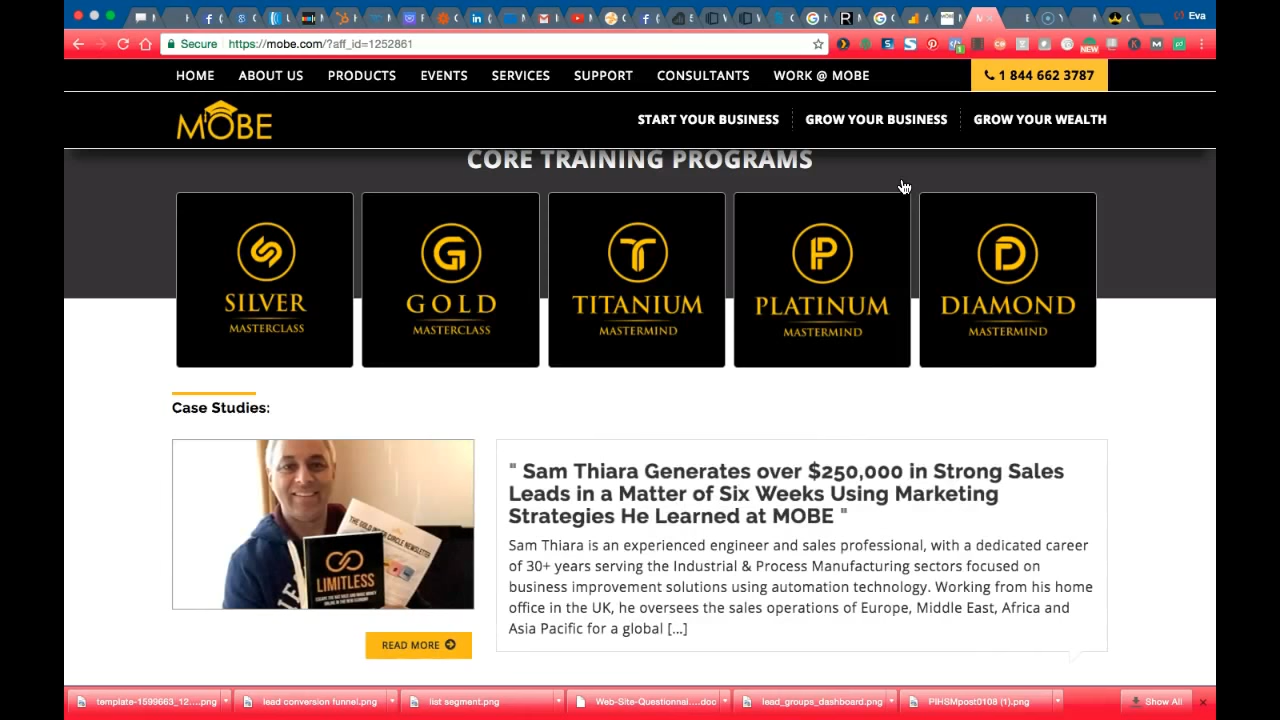 Eva
Secure
https://mobe.com/?aff_id=1252861
NEW
HOME ABOUT US PRODUCTS EVENTS SERVICES SUPPORT CONSULTANTS WORK @ MOBE 1 844 662 3787
MOBE START YOUR BUSINESS GROW YOUR BUSINESS GROW YOUR WEALTH
CORE TRAINING PROGRAMS
SILVER
MASTERCLASS
GOLD
MASTERCLASS
TITANIUM
MASTERMIND
PLATINUM
MASTERMIND
DIAMOND
MASTERMIND
Case Studies:
LIMITLESS
" Sam Thiara Generates over $250,000 in Strong Sales
Leads in a Matter of Six Weeks Using Marketing
Strategies He Learned at MOBE "
Sam Thiara is an experienced engineer and sales professional, with a dedicated career
of 30+ years serving the Industrial & Process Manufacturing sectors focused on
business improvement solutions using automation technology. Working from his home
office in the UK, he oversees the sales operations of Europe, Middle East, Africa and
Asia Pacific for a global [...]
READ MORE
template-1599663_12....png lead conversion funnel.png list segment.png Web-Site-Questionnal....doc lead_groups_dashboard.png PIHSMpost0108 (1).png Show All